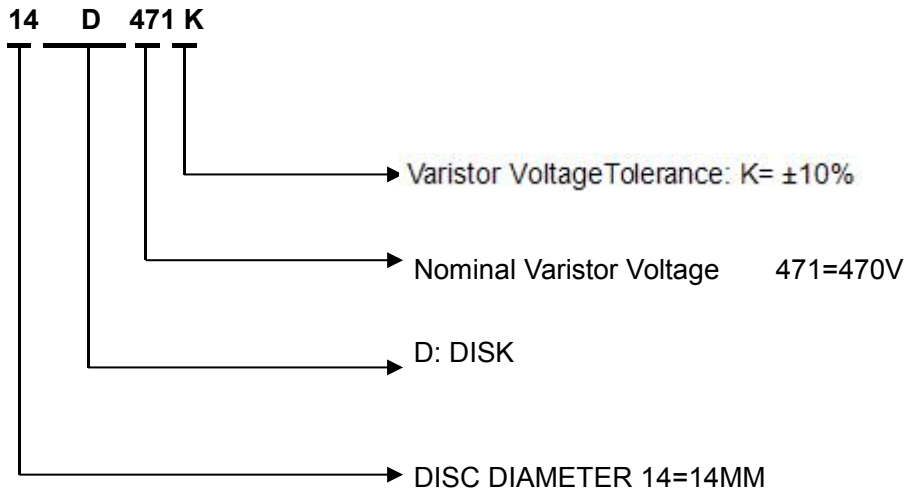 14 D 471 K
Varistor VoltageTolerance: K= ±10%
Nominal Varistor Voltage 471=470V
D: DISK
DISC DIAMETER 14=14MM